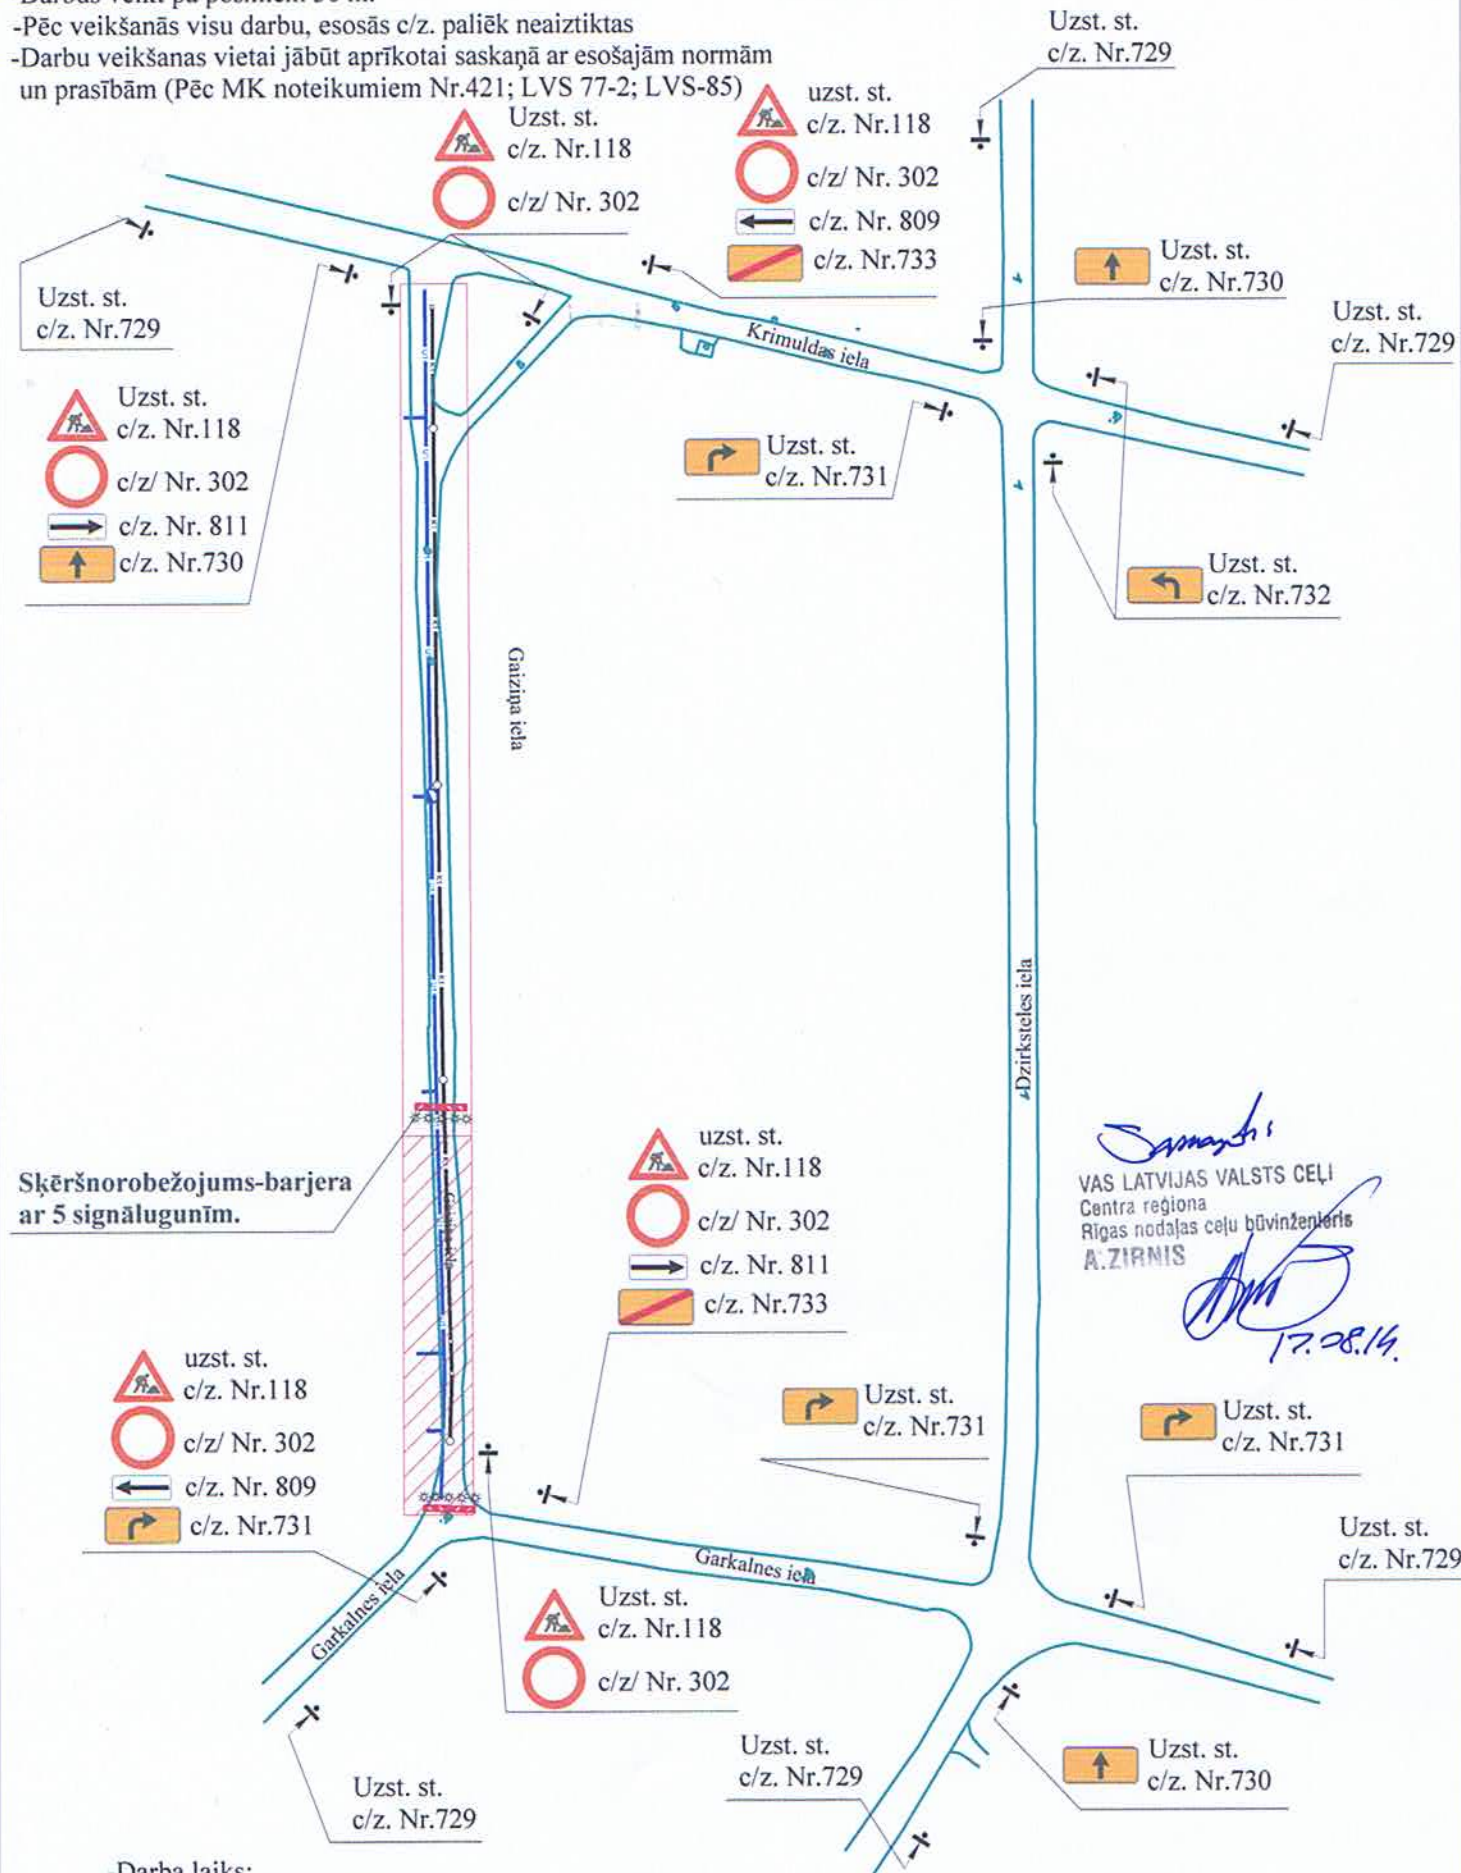 -Pēc veikšanās visu darbu, esosās c/z. paliēk neaiztiktas
-Darbu veikšanas vietai jābūt aprīkotai saskaņā ar esošajām normām
un prasībām (Pēc MK noteikumiem Nr.421; LVS 77-2; LVS-85)
Uzst. st.
c/z. Nr.729
Uzst. st.
c/z. Nr.118
c/z/ Nr. 302
uzst. st.
c/z. Nr.118
c/z/ Nr. 302
c/z. Nr. 809
c/z. Nr.733
Uzst. st.
c/z. Nr.730
Uzst. st.
c/z. Nr.729
Uzst. st.
c/z. Nr.729
Krimuldas iela
Uzst. st.
c/z. Nr.118
c/z/ Nr. 302
c/z. Nr. 811
c/z. Nr.730
Uzst. st.
c/z. Nr.731
Uzst. st.
c/z. Nr.732
Gaiziņa iela
Dzirksteles iela
Šķēršnorobežojums-barjera
ar 5 signālugunīm.
uzst. st.
c/z. Nr.118
c/z/ Nr. 302
c/z. Nr. 811
c/z. Nr.733
VAS LATVIJAS VALSTS CEĻI
Centra reģiona
Rīgas nodaļas ceļu būvinženieris
A.ZIRNIS
17.08.14.
uzst. st.
c/z. Nr.118
c/z/ Nr. 302
c/z. Nr. 809
c/z. Nr.731
Uzst. st.
c/z. Nr.731
Uzst. st.
c/z. Nr.731
Uzst. st.
c/z. Nr.729
Garkalnes iela
Garkalnes iela
Uzst. st.
c/z. Nr.118
c/z/ Nr. 302
Uzst. st.
c/z. Nr.729
Uzst. st.
c/z. Nr.729
Uzst. st.
c/z. Nr.730
-Darba laiks: